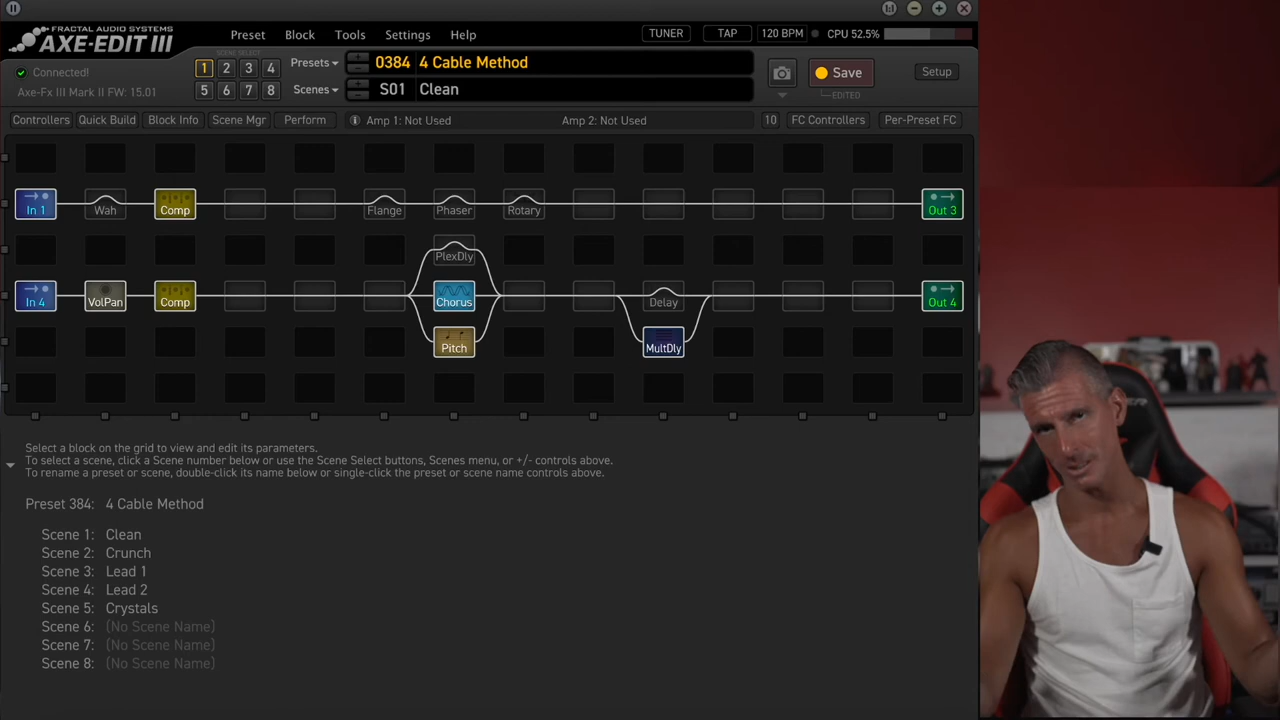 FRACTAL AUDIO SYSTEMS
AXE-EDIT III
Preset Block Tools Settings Help
TUNER TAP 120 BPM CPU 52.5%
Connected!
Axe-Fx III Mark II FW: 15.01
SCENE SELECT
1 2 3 4
5 6 7 8
Presets 0384 4 Cable Method
Scenes S01 Clean
Save
EDITED
Setup
Controllers Quick Build Block Info Scene Mgr Perform Amp 1: Not Used Amp 2: Not Used 10 FC Controllers Per-Preset FC
In 1 Wah Comp Flange Phaser Rotary Out 3
PlexDly
In 4 VolPan Comp Chorus Delay Out 4
Pitch MultDly
Select a block on the grid to view and edit its parameters.
To select a scene, click a Scene number below or use the Scene Select buttons, Scenes menu, or +/- controls above.
To rename a preset or scene, double-click its name below or single-click the preset or scene name controls above.
Preset 384: 4 Cable Method
Scene 1: Clean
Scene 2: Crunch
Scene 3: Lead 1
Scene 4: Lead 2
Scene 5: Crystals
Scene 6: (No Scene Name)
Scene 7: (No Scene Name)
Scene 8: (No Scene Name)